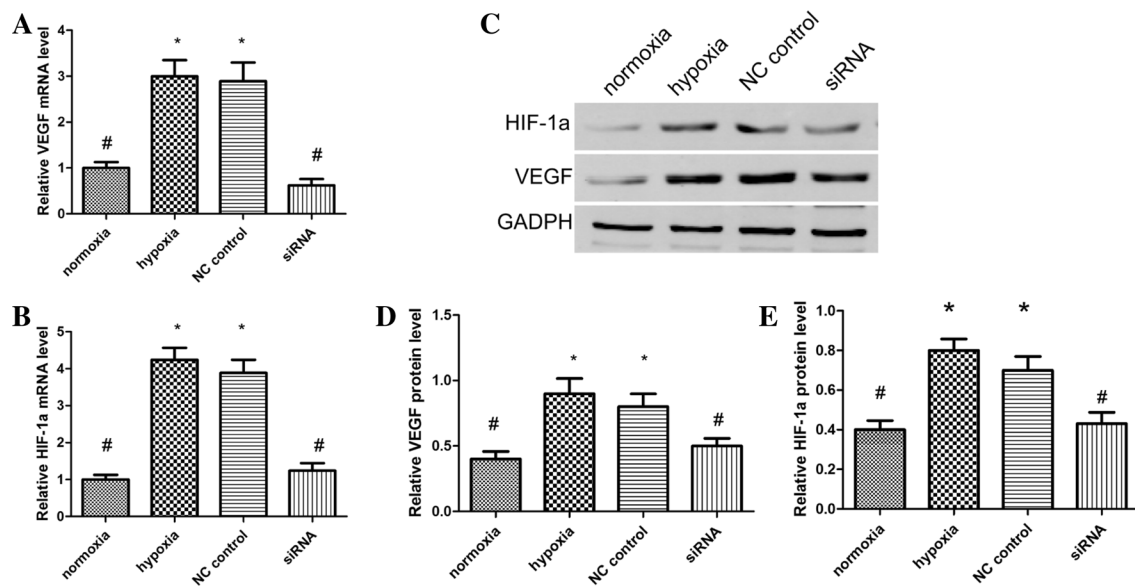 A
Relative VEGF mRNA level
4
3
2
1
0
#
*
*
#
normoxia
hypoxia
NC control
siRNA
C
normoxia
hypoxia
NC control
siRNA
HIF-1a
VEGF
GADPH
B
Relative HIF-1a mRNA level
5
4
3
2
1
0
#
*
*
#
normoxia
hypoxia
NC control
siRNA
D
Relative VEGF protein level
1.5
1.0
0.5
0.0
#
*
*
#
normoxia
hypoxia
NC control
siRNA
E
Relative HIF-1a protein level
1.0
0.8
0.6
0.4
0.2
0.0
#
*
*
#
normoxia
hypoxia
NC control
siRNA